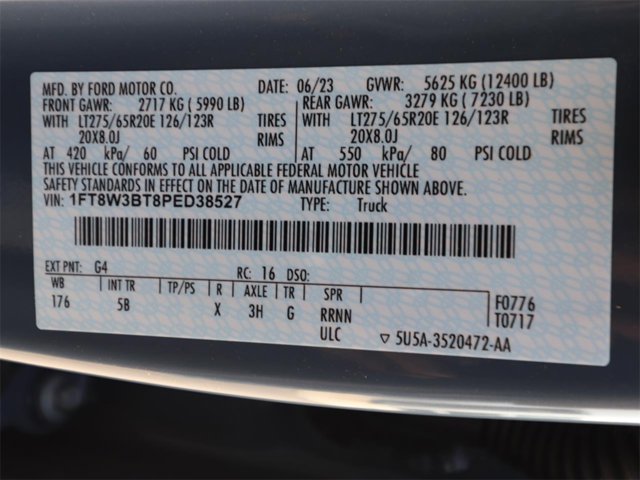 MFD. BY FORD MOTOR CO. DATE: 06/23 GVWR: 5625 KG (12400 LB)
FRONT GAWR: 2717 KG ( 5990 LB) REAR GAWR: 3279 KG ( 7230 LB)
WITH LT275/65R20E 126/123R TIRES WITH LT275/65R20E 126/123R TIRES
20X8.0J RIMS 20X8.0J RIMS
AT 420 kPa/ 60 PSI COLD AT 550 kPa/ 80 PSI COLD
THIS VEHICLE CONFORMS TO ALL APPLICABLE FEDERAL MOTOR VEHICLE
SAFETY STANDARDS IN EFFECT ON THE DATE OF MANUFACTURE SHOWN ABOVE.
VIN: 1FT8W3BT8PED38527 TYPE: Truck
EXT PNT: G4 RC: 16 DSO:
WB INT TR TP/PS R AXLE TR SPR F0776
176 5B X 3H G RRNN T0717
ULC ▽ 5U5A-3520472-AA